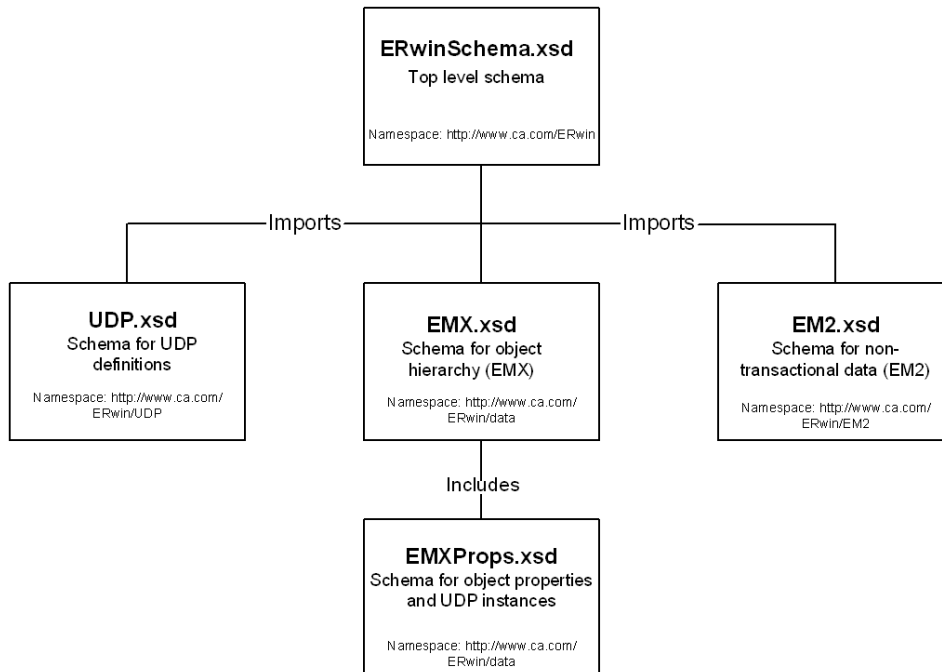 ERwinSchema.xsd
Top level schema
Namespace: http://www.ca.com/ERwin
Imports
Imports
UDP.xsd
Schema for UDP
definitions
Namespace: http://www.ca.com/
ERwin/UDP
EMX.xsd
Schema for object
hierarchy (EMX)
Namespace: http://www.ca.com/
ERwin/data
EM2.xsd
Schema for non-
transactional data (EM2)
Namespace: http://www.ca.com/
ERwin/EM2
Includes
EMXProps.xsd
Schema for object properties
and UDP instances
Namespace: http://www.ca.com/
ERwin/data